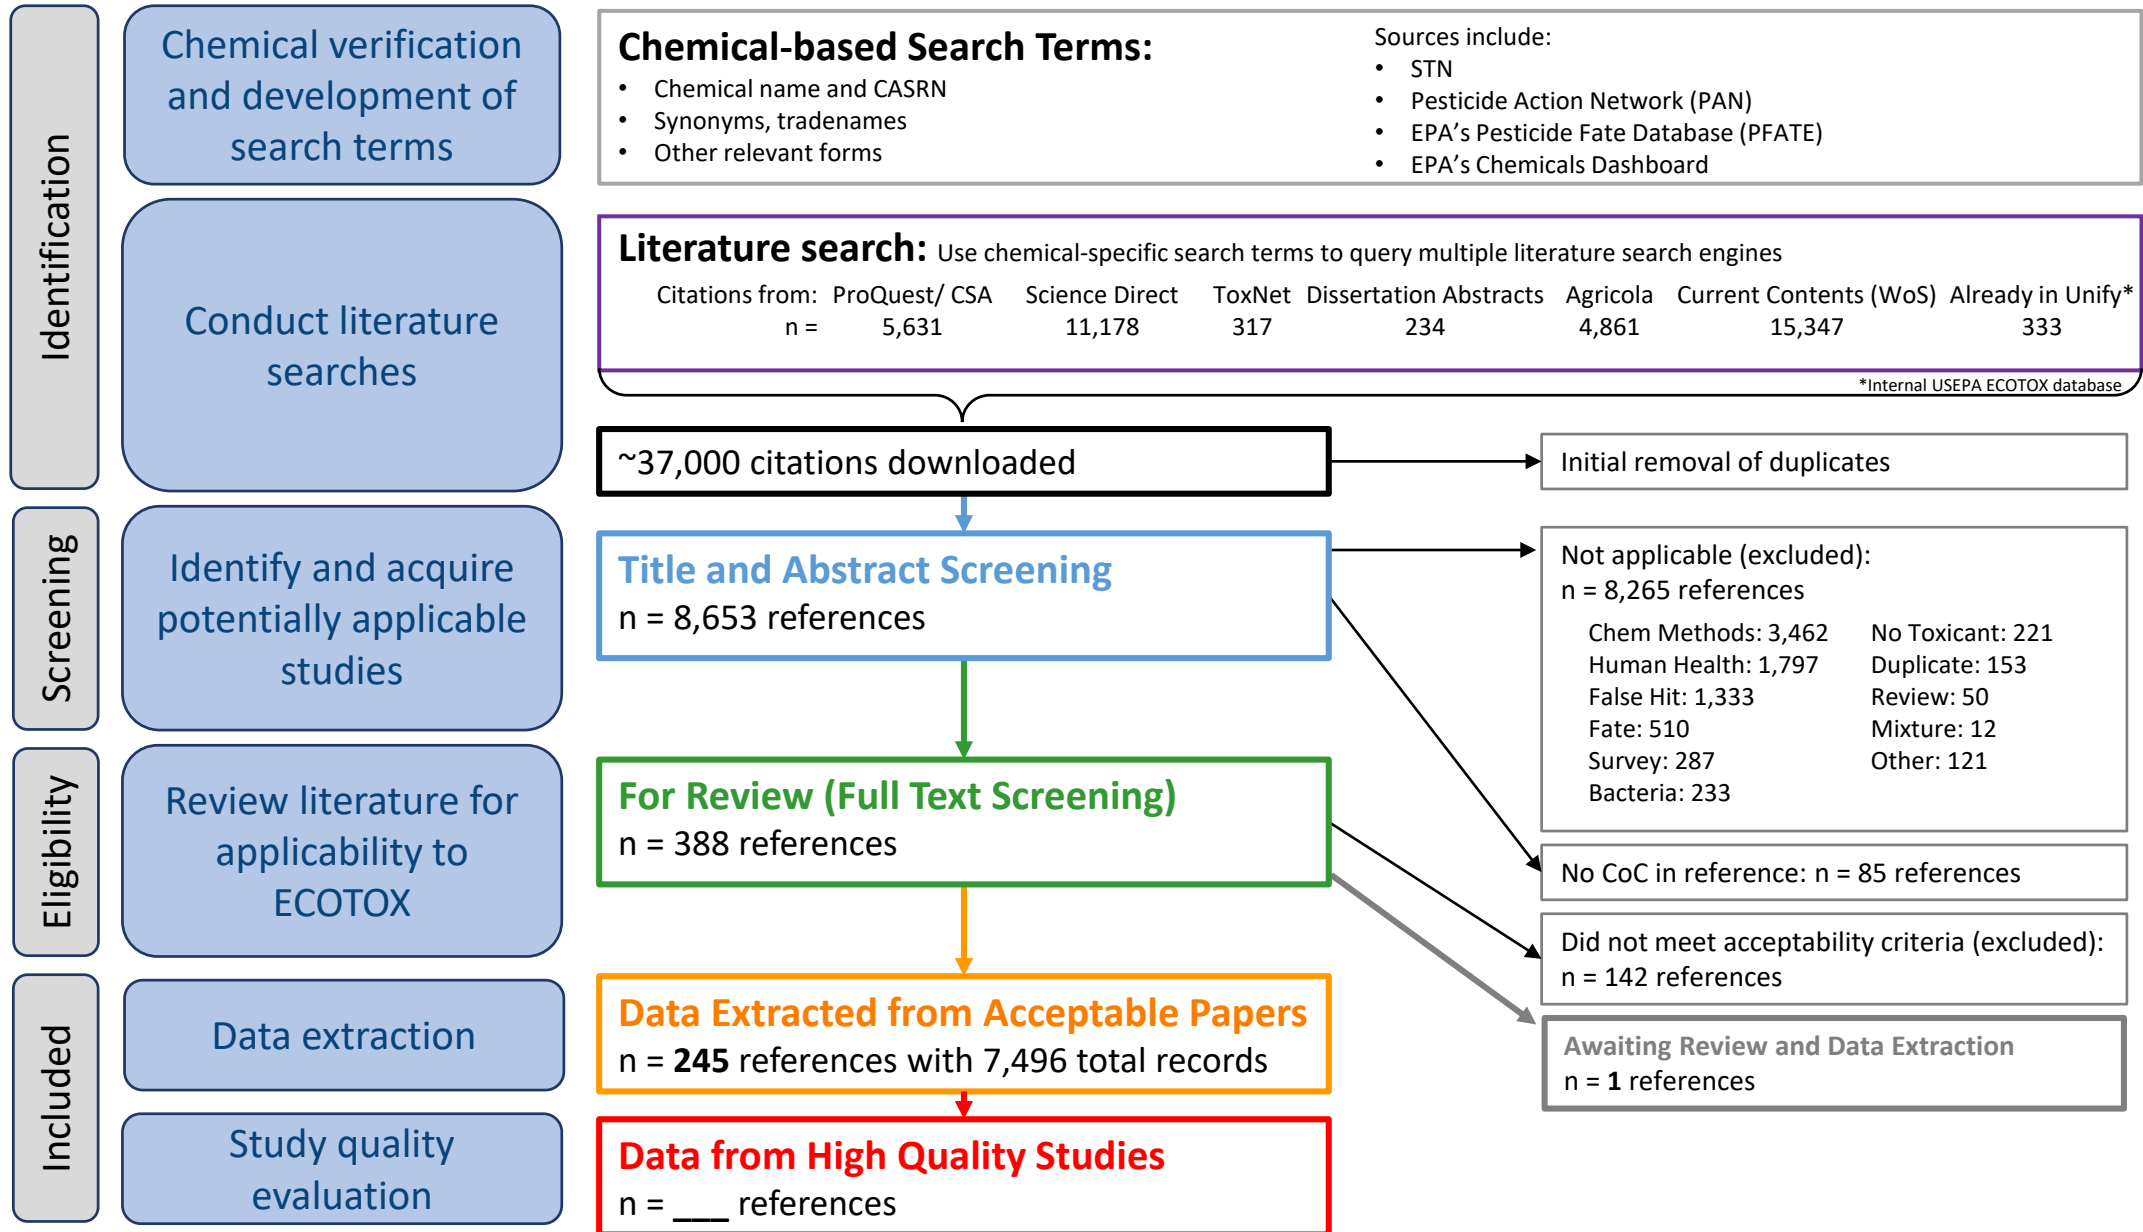 Identification
Chemical verification
and development of
search terms
Chemical-based Search Terms:
• Chemical name and CASRN
• Synonyms, tradenames
• Other relevant forms
Sources include:
• STN
• Pesticide Action Network (PAN)
• EPA’s Pesticide Fate Database (PFATE)
• EPA’s Chemicals Dashboard
Conduct literature
searches
Literature search: Use chemical-specific search terms to query multiple literature search engines
Citations from: ProQuest/ CSA Science Direct ToxNet Dissertation Abstracts Agricola Current Contents (WoS) Already in Unify*
n = 5,631 11,178 317 234 4,861 15,347 333
*Internal USEPA ECOTOX database
~37,000 citations downloaded
Initial removal of duplicates
Screening
Identify and acquire
potentially applicable
studies
Title and Abstract Screening
n = 8,653 references
Not applicable (excluded):
n = 8,265 references
Chem Methods: 3,462
Human Health: 1,797
False Hit: 1,333
Fate: 510
Survey: 287
Bacteria: 233
No Toxicant: 221
Duplicate: 153
Review: 50
Mixture: 12
Other: 121
No CoC in reference: n = 85 references
Eligibility
Review literature for
applicability to
ECOTOX
For Review (Full Text Screening)
n = 388 references
Did not meet acceptability criteria (excluded):
n = 142 references
Awaiting Review and Data Extraction
n = 1 references
Included
Data extraction
Data Extracted from Acceptable Papers
n = 245 references with 7,496 total records
Study quality
evaluation
Data from High Quality Studies
n = ___ references